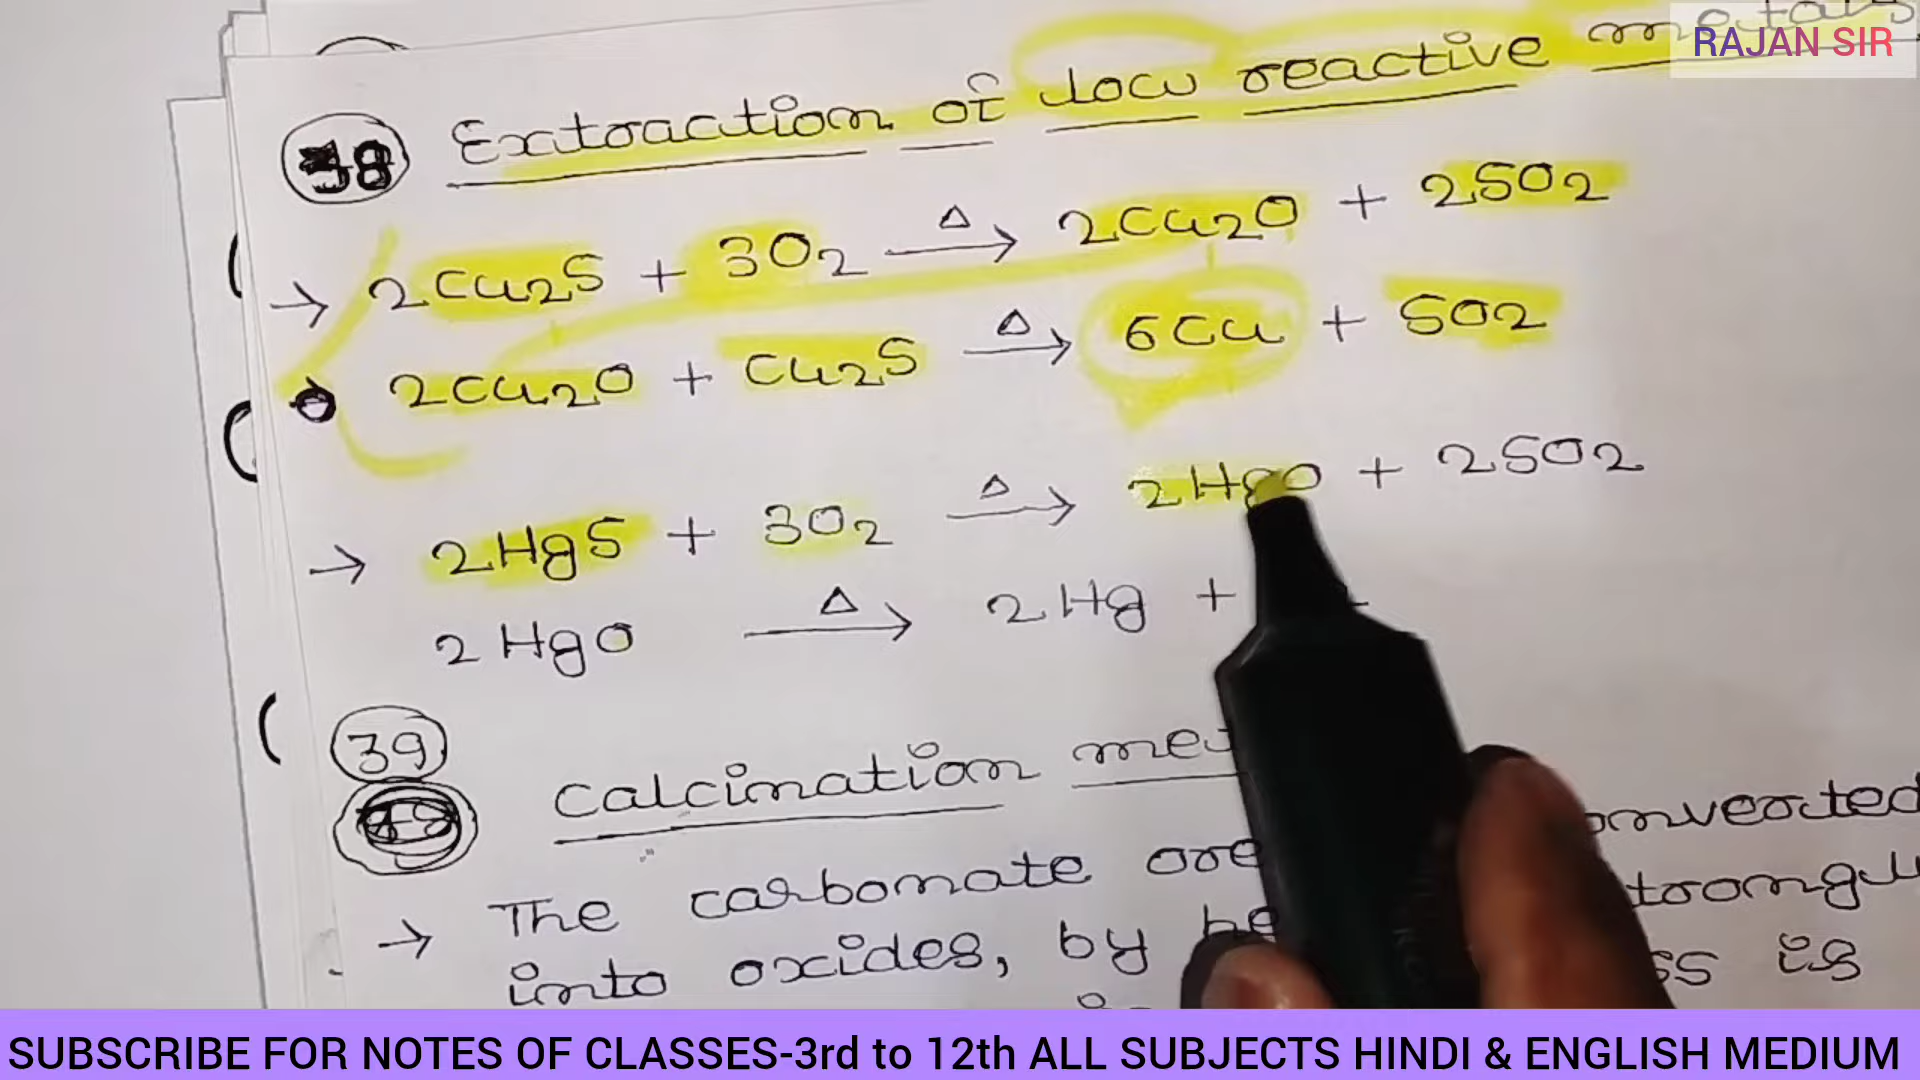 RAJAN SIR
38 Extraction of low reactive metals
→ 2Cu2S + 3O2 —Δ→ 2Cu2O + 2SO2
2Cu2O + Cu2S —Δ→ 6Cu + SO2
→ 2HgS + 3O2 —Δ→ 2HgO + 2SO2
2HgO —Δ→ 2Hg +
39
Calcination
→ The carbonate
into oxides, by is
SUBSCRIBE FOR NOTES OF CLASSES-3rd to 12th ALL SUBJECTS HINDI & ENGLISH MEDIUM